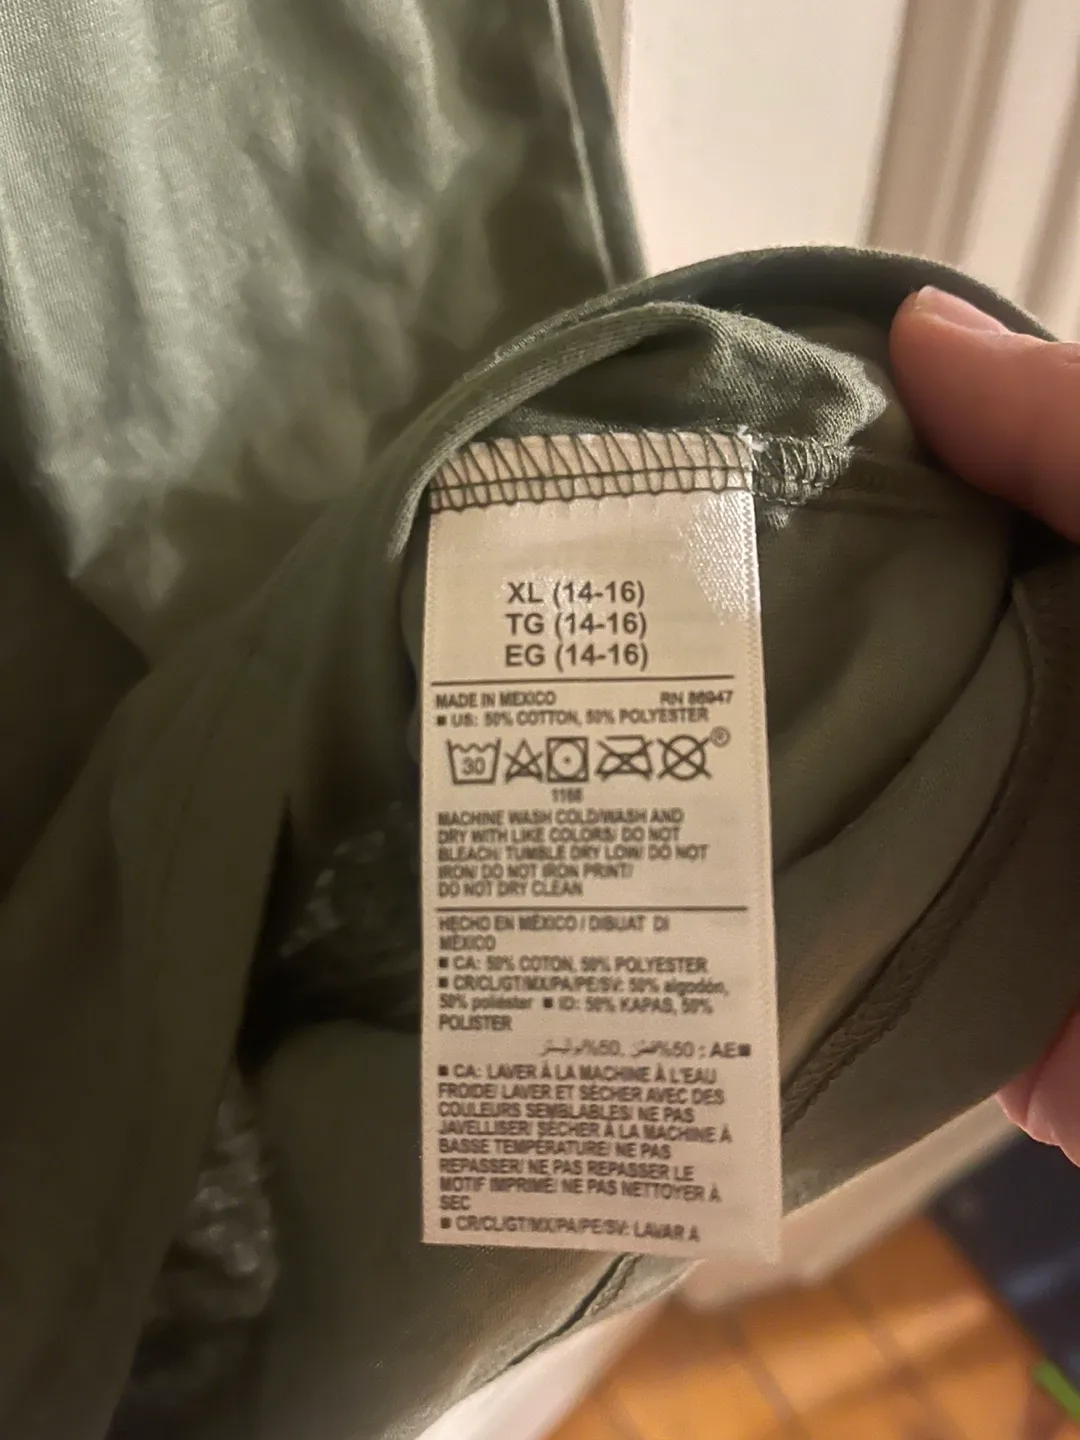 XL (14-16)
TG (14-16)
EG (14-16)
MADE IN MEXICO RN 86947
■ US: 50% COTTON, 50% POLYESTER
30
®
1168
MACHINE WASH COLD/WASH AND
DRY WITH LIKE COLORS/ DO NOT
BLEACH/ TUMBLE DRY LOW/ DO NOT
IRON/ DO NOT IRON PRINT/
DO NOT DRY CLEAN
HECHO EN MÉXICO / DIBUAT DI
MÉXICO
■ CA: 50% COTON, 50% POLYESTER
■ CR/CL/GT/MX/PA/PE/SV: 50% algodón,
50% poliéster ■ ID: 50% KAPAS, 50%
POLISTER
■ AE : 50% قطن, 50% بوليستر
■ CA: LAVER À LA MACHINE À L'EAU
FROIDE/ LAVER ET SÉCHER AVEC DES
COULEURS SEMBLABLES/ NE PAS
JAVELLISER/ SÉCHER À LA MACHINE À
BASSE TEMPÉRATURE/ NE PAS
REPASSER/ NE PAS REPASSER LE
MOTIF IMPRIMÉ/ NE PAS NETTOYER À
SEC
■ CR/CL/GT/MX/PA/PE/SV: LAVAR A